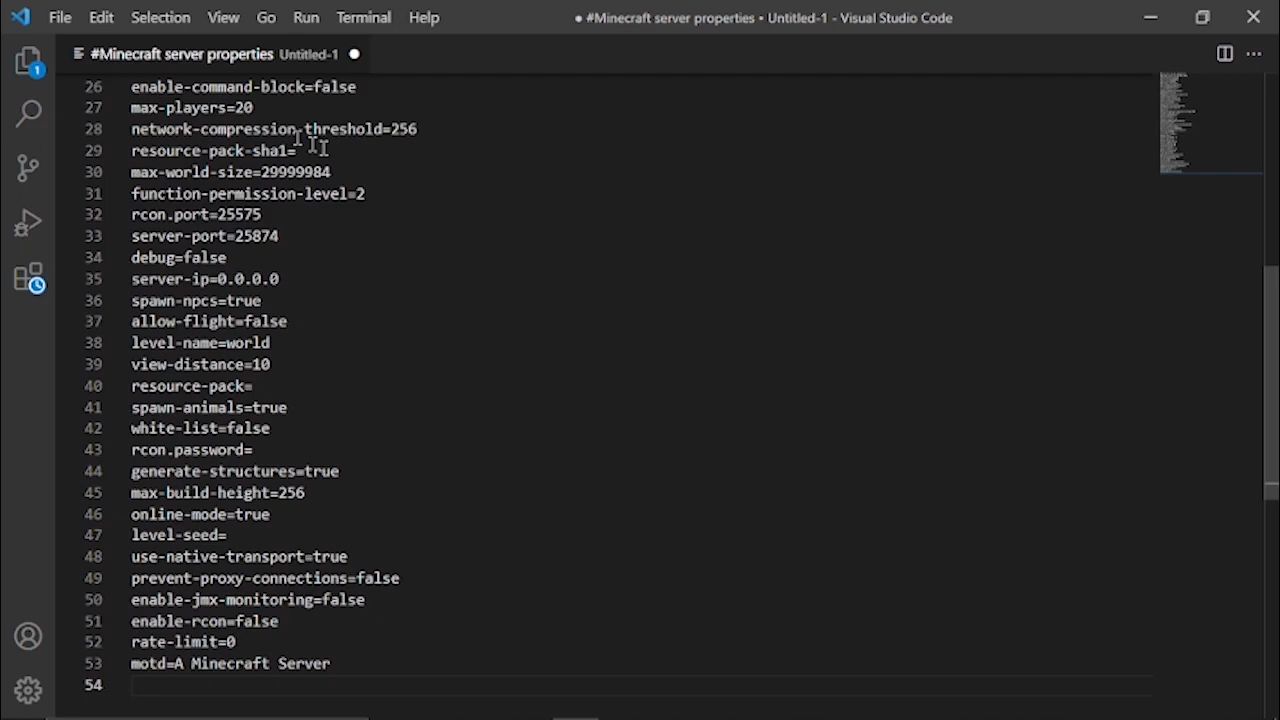 File Edit Selection View Go Run Terminal Help ● #Minecraft server properties • Untitled-1 - Visual Studio Code
#Minecraft server properties Untitled-1
1
26 enable-command-block=false
27 max-players=20
28 network-compression-threshold=256
29 resource-pack-sha1=
30 max-world-size=29999984
31 function-permission-level=2
32 rcon.port=25575
33 server-port=25874
34 debug=false
35 server-ip=0.0.0.0
36 spawn-npcs=true
37 allow-flight=false
38 level-name=world
39 view-distance=10
40 resource-pack=
41 spawn-animals=true
42 white-list=false
43 rcon.password=
44 generate-structures=true
45 max-build-height=256
46 online-mode=true
47 level-seed=
48 use-native-transport=true
49 prevent-proxy-connections=false
50 enable-jmx-monitoring=false
51 enable-rcon=false
52 rate-limit=0
53 motd=A Minecraft Server
54